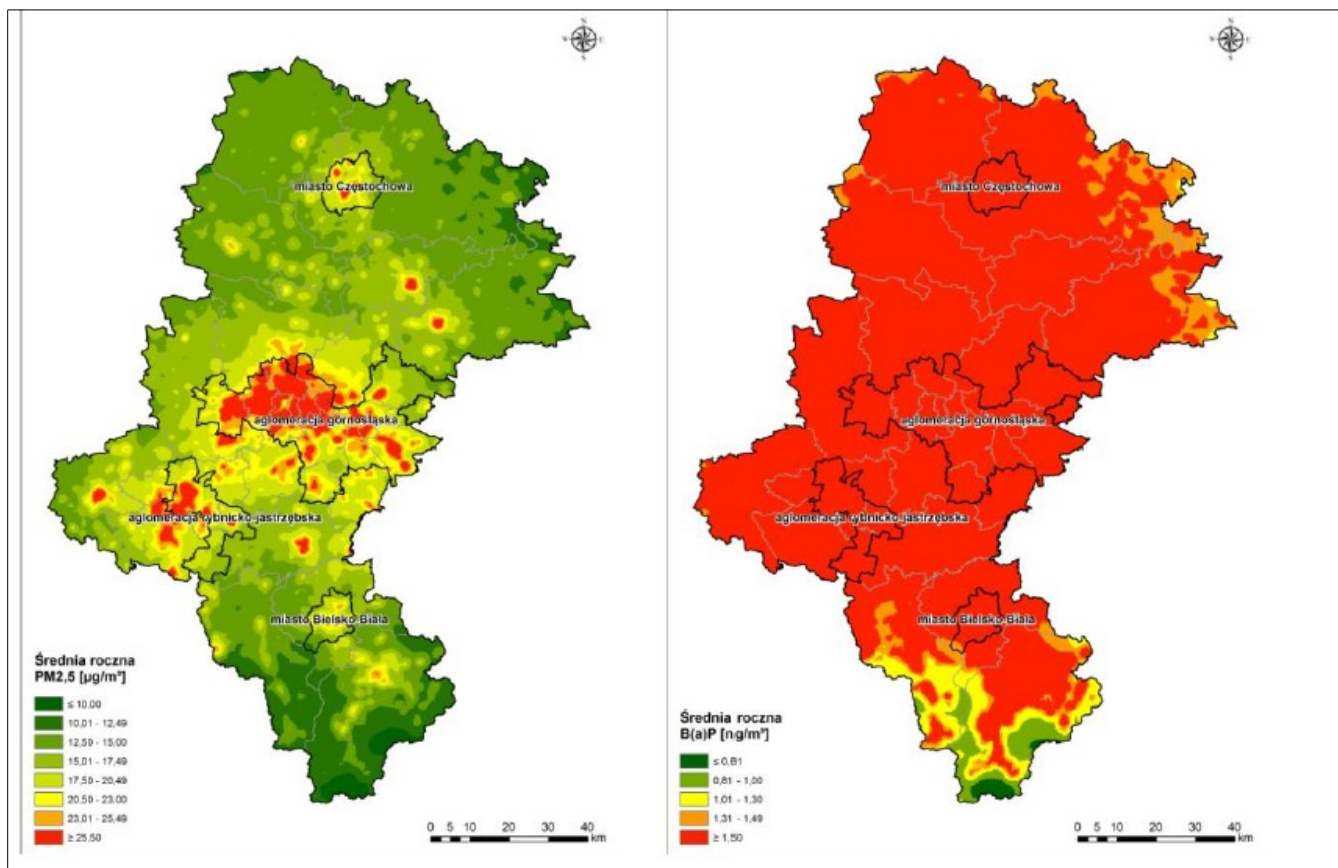 N
W
E
S
miasto Częstochowa
aglomeracja górnośląska
aglomeracja rybnicko-jastrzębska
miasto Bielsko-Biała
Średnia roczna
PM2,5 [µg/m³]
≤ 10,00
10,01 - 12,49
12,50 - 15,00
15,01 - 17,49
17,50 - 20,49
20,50 - 23,00
23,01 - 25,49
≥ 25,50
0 5 10 20 30 40
km
N
W
E
S
miasto Częstochowa
aglomeracja górnośląska
aglomeracja rybnicko-jastrzębska
miasto Bielsko-Biała
Średnia roczna
B(a)P [ng/m³]
≤ 0,81
0,81 - 1,00
1,01 - 1,30
1,31 - 1,49
≥ 1,50
0 5 10 20 30 40
km